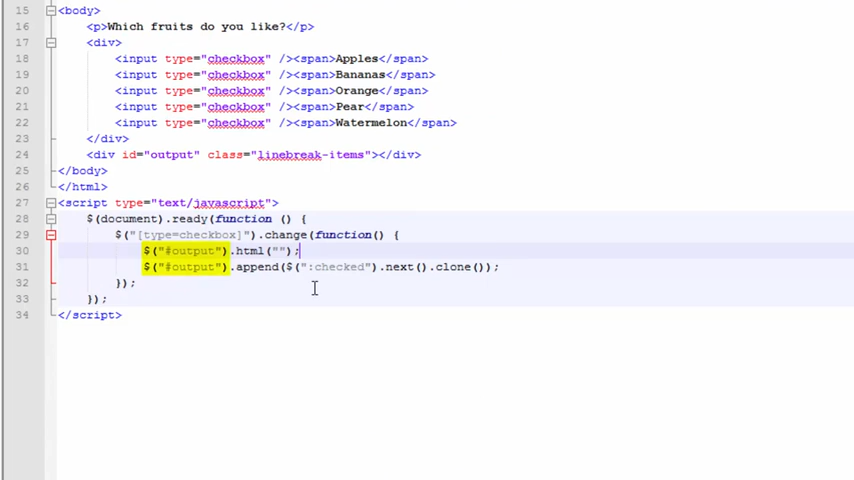 15 <body>
16 <p>Which fruits do you like?</p>
17 <div>
18 <input type="checkbox" /><span>Apples</span>
19 <input type="checkbox" /><span>Bananas</span>
20 <input type="checkbox" /><span>Orange</span>
21 <input type="checkbox" /><span>Pear</span>
22 <input type="checkbox" /><span>Watermelon</span>
23 </div>
24 <div id="output" class="linebreak-items"></div>
25 </body>
26 </html>
27 <script type="text/javascript">
28 $(document).ready(function () {
29 $("[type=checkbox]").change(function() {
30 $("#output").html("");
31 $("#output").append($(":checked").next().clone());
32 });
33 });
34 </script>